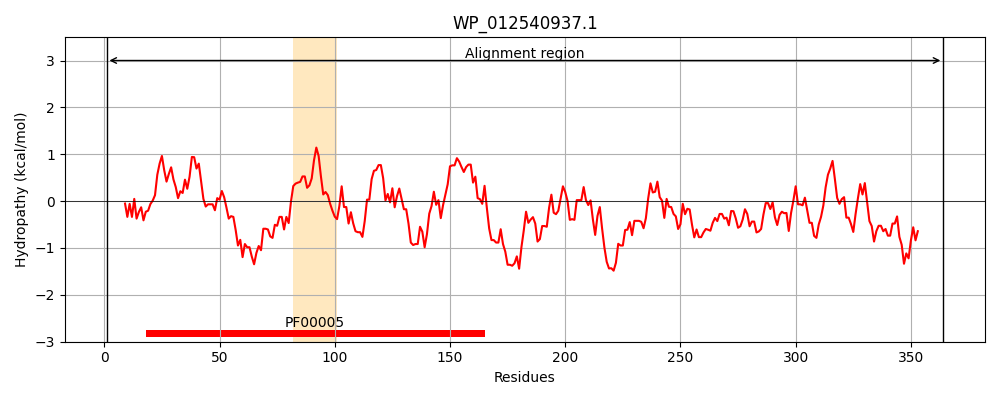 WP_012540937.1
Alignment region
Hydropathy (kcal/mol)
3
2
1
0
−1
−2
−3
PF00005
0 50 100 150 200 250 300 350
Residues